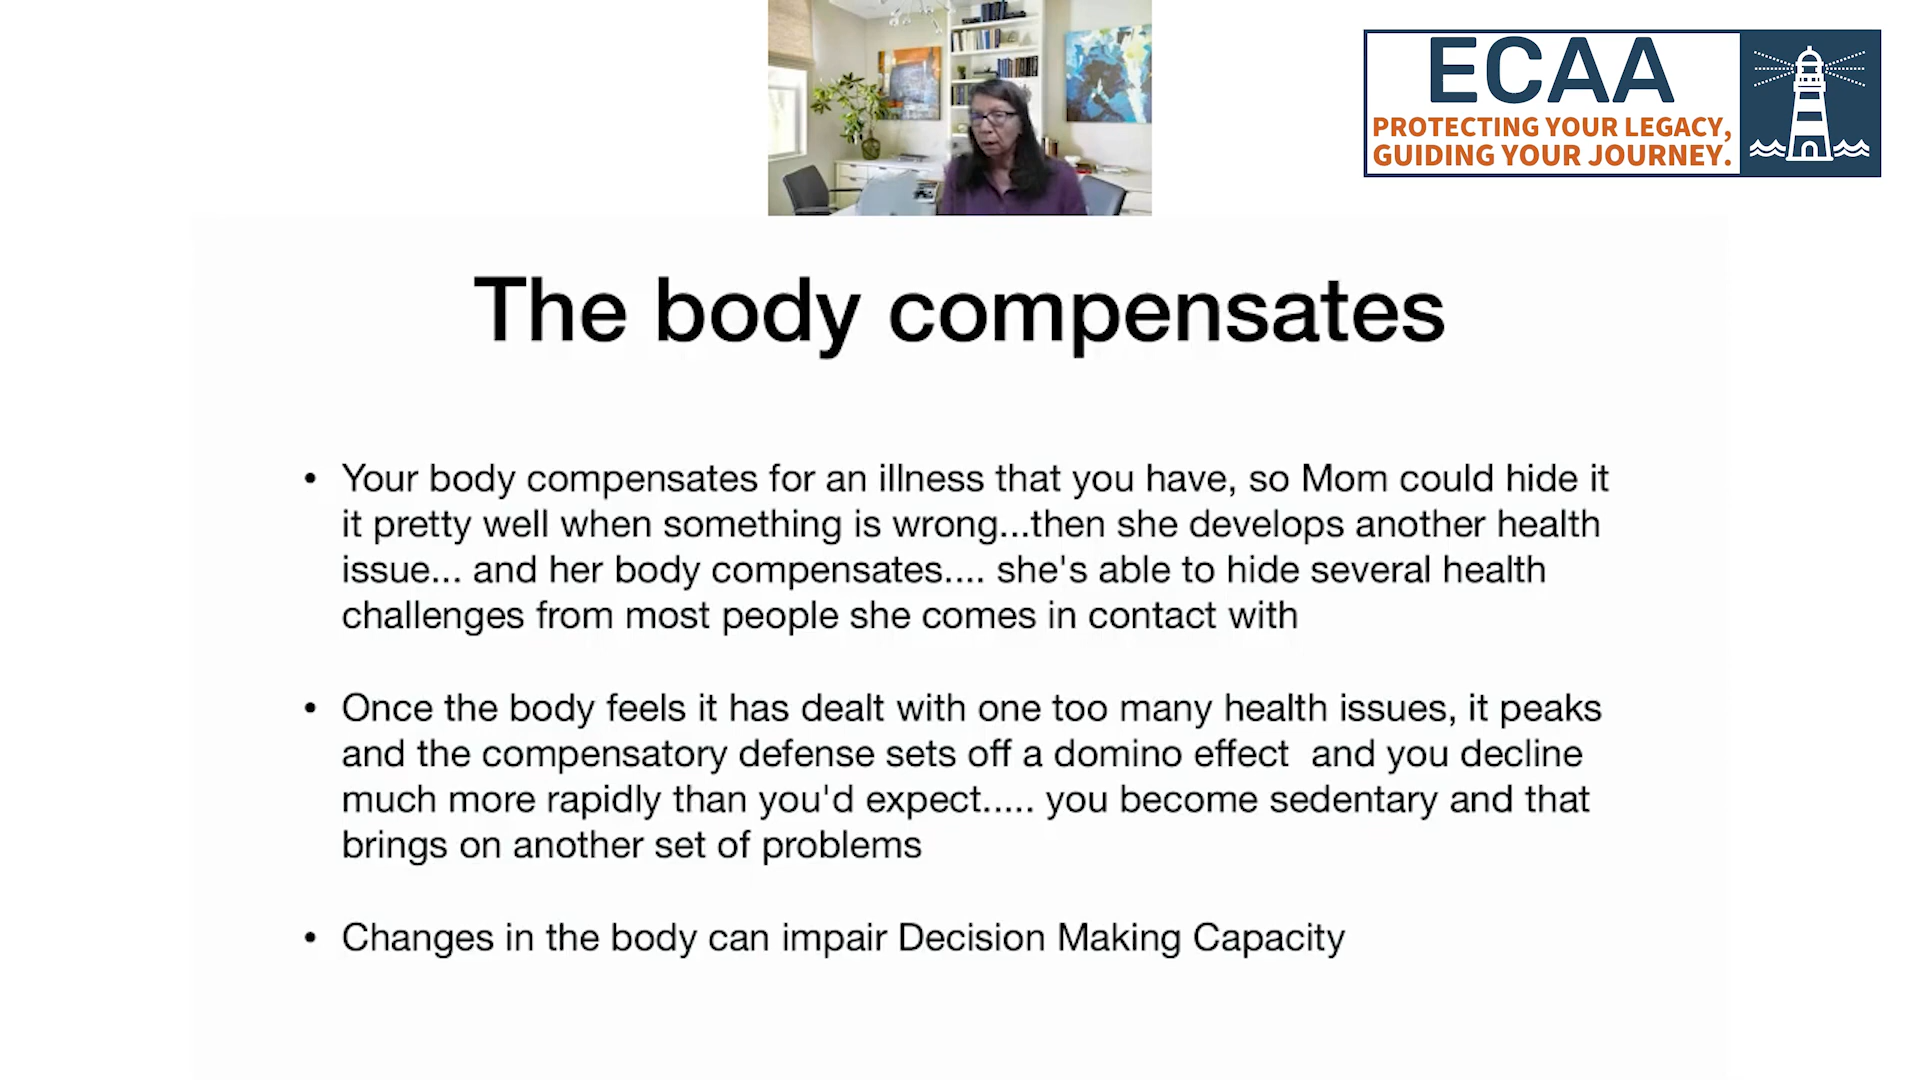 ECAA
PROTECTING YOUR LEGACY,
GUIDING YOUR JOURNEY.
The body compensates
• Your body compensates for an illness that you have, so Mom could hide it
it pretty well when something is wrong...then she develops another health
issue... and her body compensates.... she's able to hide several health
challenges from most people she comes in contact with
• Once the body feels it has dealt with one too many health issues, it peaks
and the compensatory defense sets off a domino effect  and you decline
much more rapidly than you'd expect..... you become sedentary and that
brings on another set of problems
• Changes in the body can impair Decision Making Capacity